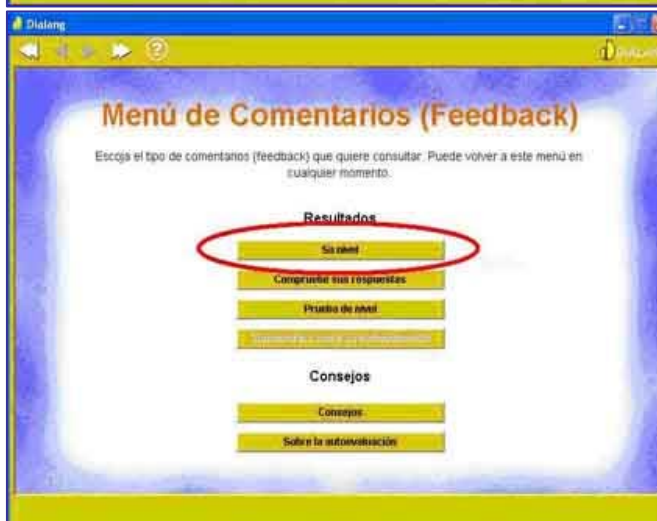 Dialang
Menú de Comentarios (Feedback)
Escoja el tipo de comentarios (feedback) que quiere consultar. Puede volver a este menú en
cualquier momento.
Resultados
Su nivel
Compruebe sus respuestas
Prueba de nivel
Consejos
Consejos
Sobre la autoevaluación